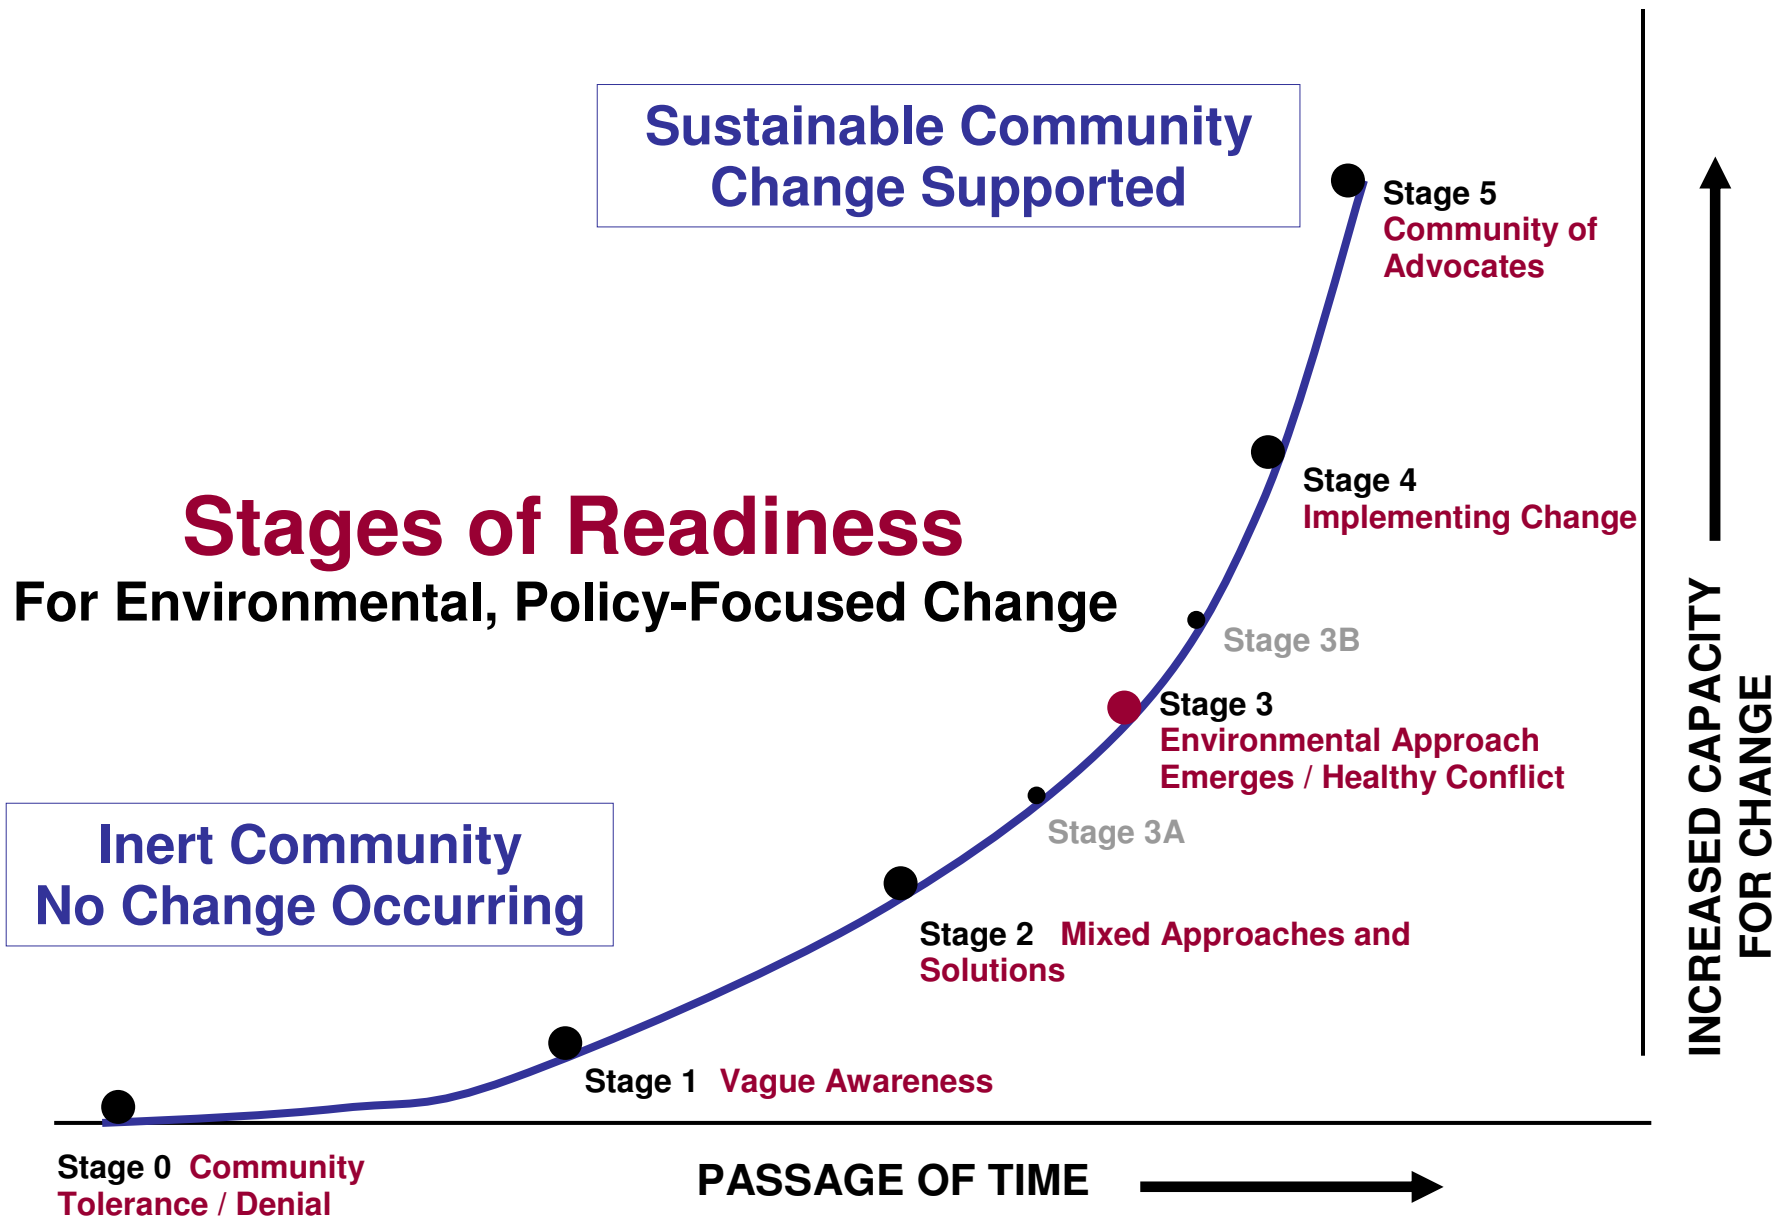 Sustainable Community
Change Supported
Stage 5
Community of
Advocates
Stage 4
Implementing Change
Stages of Readiness
For Environmental, Policy-Focused Change
Stage 3B
Stage 3
Environmental Approach
Emerges / Healthy Conflict
Stage 3A
Inert Community
No Change Occurring
Stage 2 Mixed Approaches and
Solutions
Stage 1 Vague Awareness
Stage 0 Community
Tolerance / Denial
PASSAGE OF TIME
INCREASED CAPACITY
FOR CHANGE